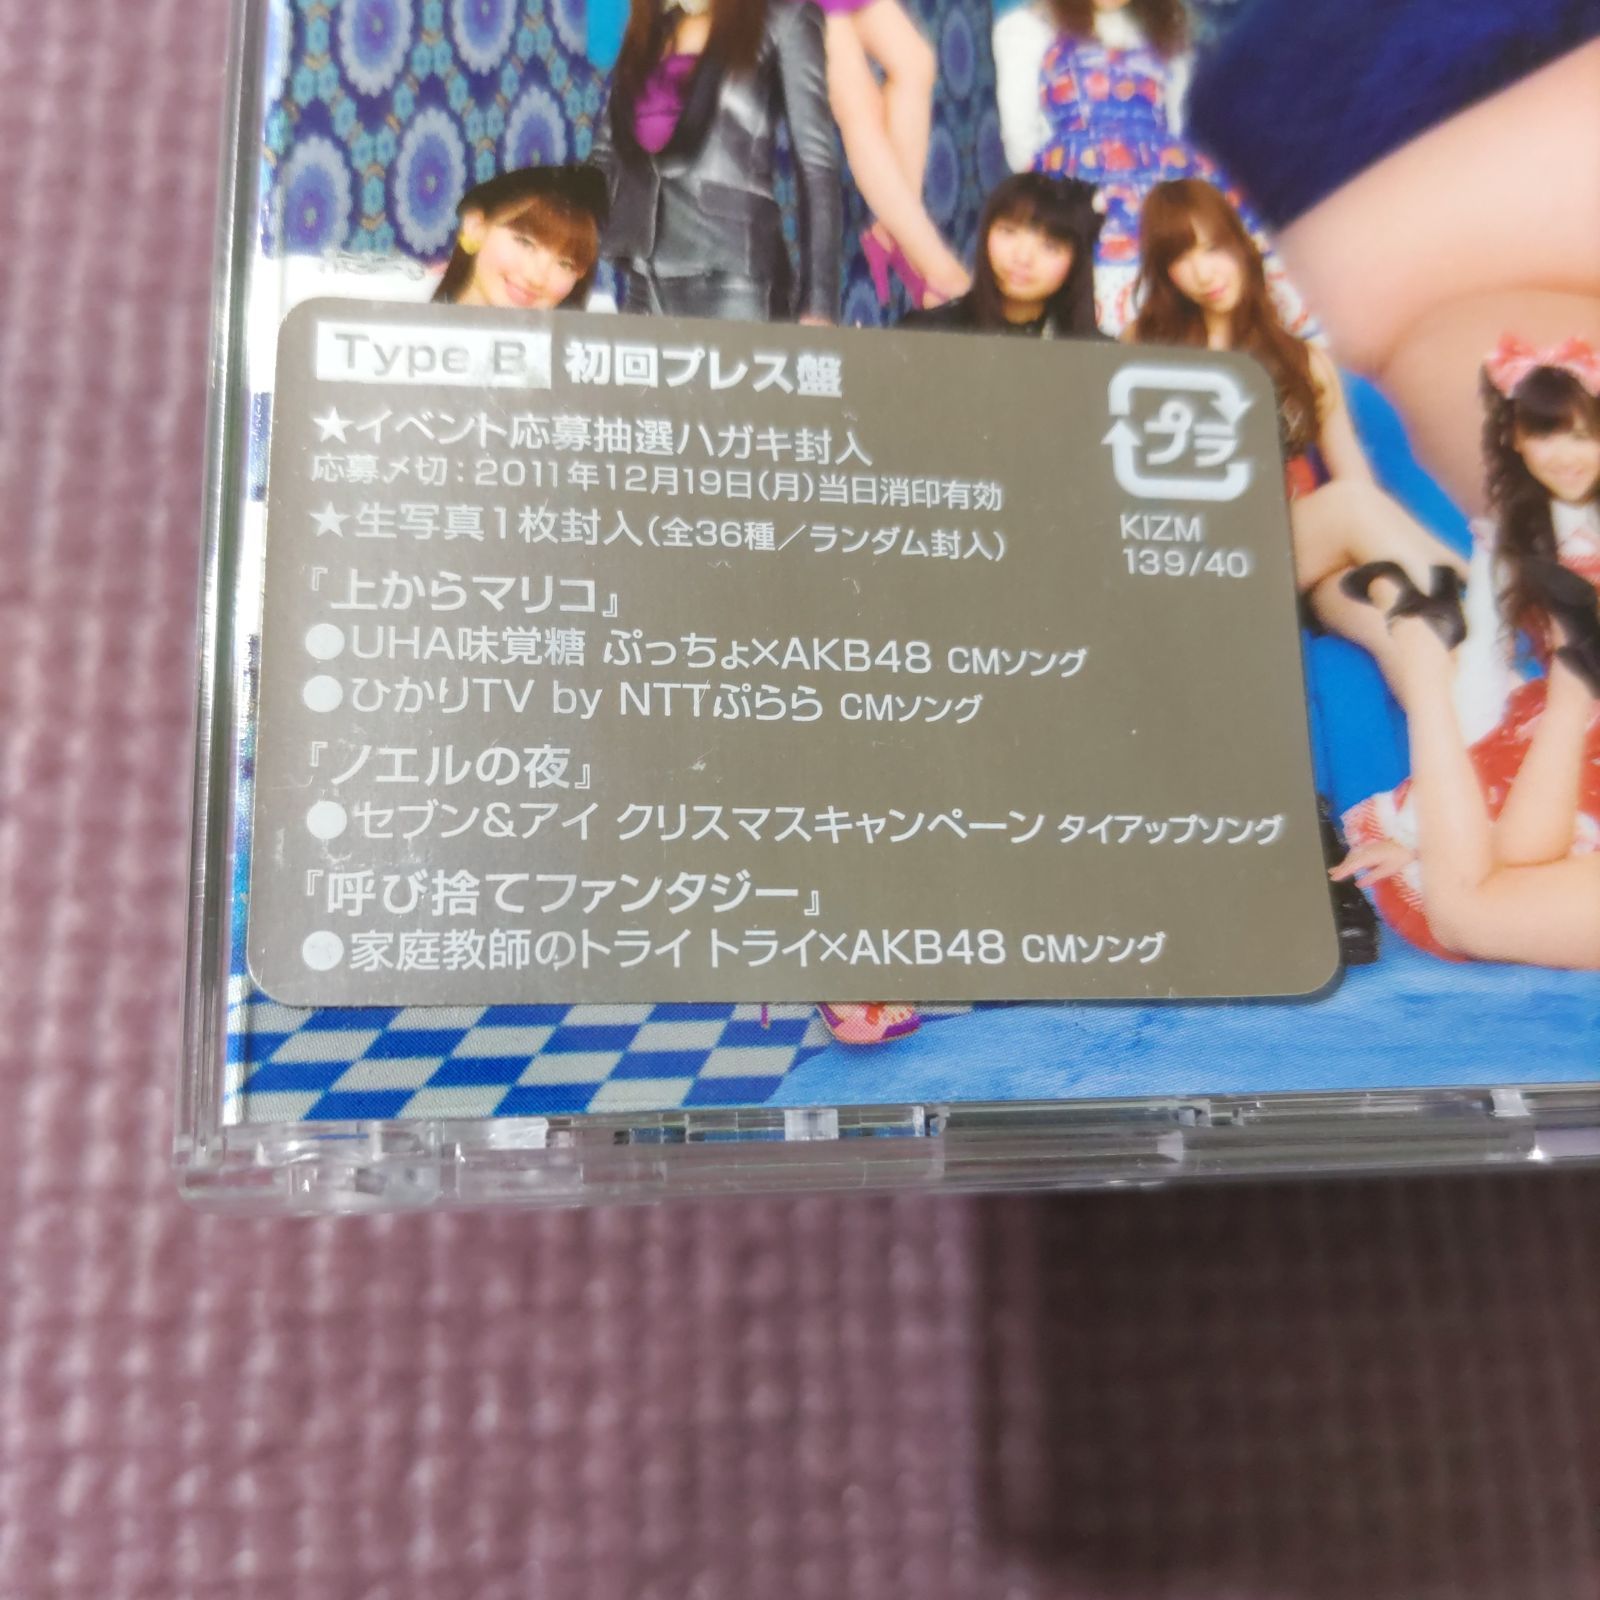 Type B 初回プレス盤
★イベント応募抽選ハガキ封入
応募〆切：2011年12月19日(月)当日消印有効
★生写真1枚封入(全36種／ランダム封入)
プラ
KIZM
139/40
『上からマリコ』
●UHA味覚糖 ぷっちょ×AKB48 CMソング
●ひかりTV by NTTぷらら CMソング
『ノエルの夜』
●セブン&アイ クリスマスキャンペーン タイアップソング
『呼び捨てファンタジー』
●家庭教師のトライ トライ×AKB48 CMソング